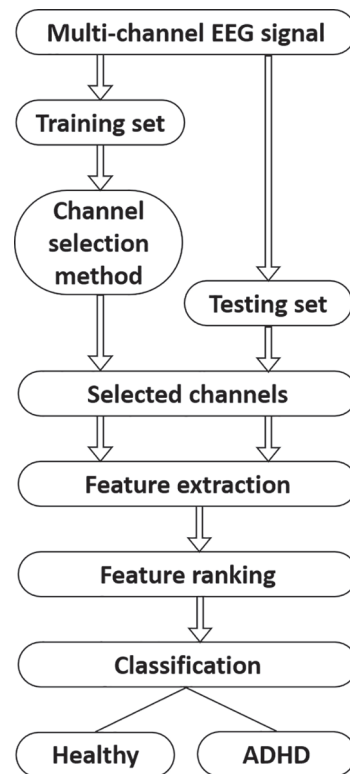 Multi-channel EEG signal
Training set
Channel
selection
method
Testing set
Selected channels
Feature extraction
Feature ranking
Classification
Healthy
ADHD